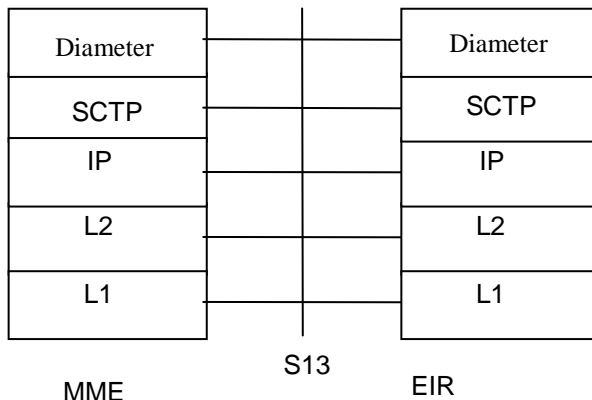 Diameter
Diameter
SCTP
SCTP
IP
IP
L2
L2
L1
L1
S13
MME
EIR